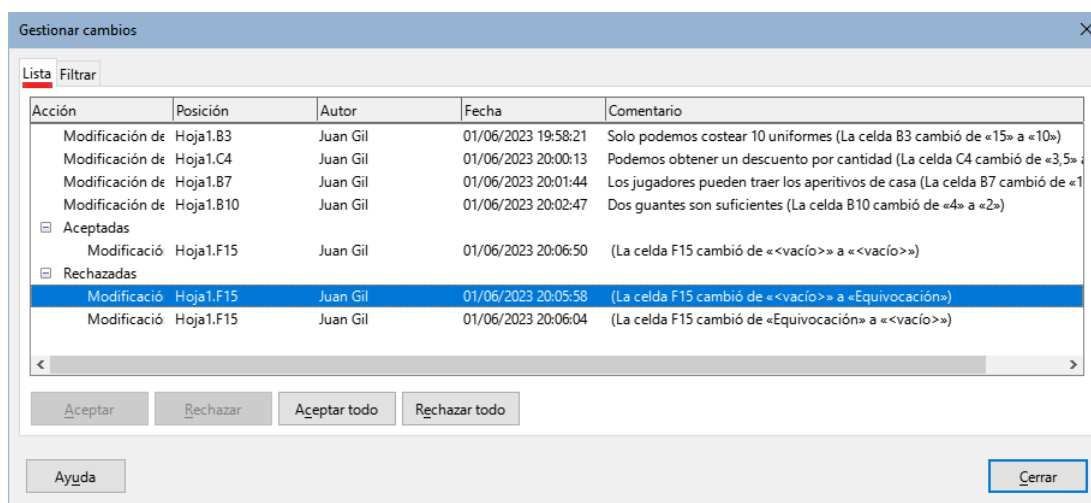 Gestionar cambios
Lista Filtrar
Acción Posición Autor Fecha Comentario
Modificación de Hoja1.B3 Juan Gil 01/06/2023 19:58:21 Solo podemos costear 10 uniformes (La celda B3 cambió de «15» a «10»)
Modificación de Hoja1.C4 Juan Gil 01/06/2023 20:00:13 Podemos obtener un descuento por cantidad (La celda C4 cambió de «3,5» a
Modificación de Hoja1.B7 Juan Gil 01/06/2023 20:01:44 Los jugadores pueden traer los aperitivos de casa (La celda B7 cambió de «1
Modificación de Hoja1.B10 Juan Gil 01/06/2023 20:02:47 Dos guantes son suficientes (La celda B10 cambió de «4» a «2»)
Aceptadas
Modificació Hoja1.F15 Juan Gil 01/06/2023 20:06:50 (La celda F15 cambió de «<vacío>» a «<vacío>»)
Rechazadas
Modificació Hoja1.F15 Juan Gil 01/06/2023 20:05:58 (La celda F15 cambió de «<vacío>» a «Equivocación»)
Modificació Hoja1.F15 Juan Gil 01/06/2023 20:06:04 (La celda F15 cambió de «Equivocación» a «<vacío>»)
Aceptar Rechazar Aceptar todo Rechazar todo
Ayuda Cerrar